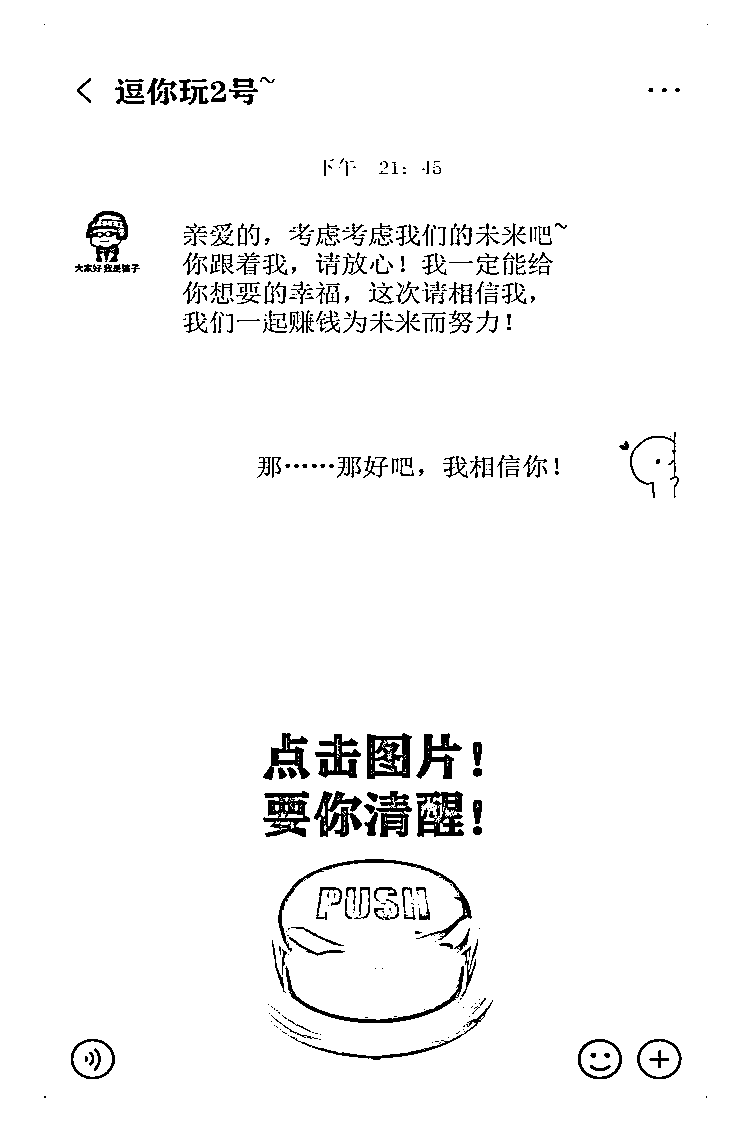 逗你玩2号~
下午 21:45
大家好 我是骗子
亲爱的，考虑考虑我们的未来吧~
你跟着我，请放心！我一定能给
你想要的幸福，这次请相信我，
我们一起赚钱为未来而努力！
那……那好吧，我相信你！
点击图片！
要你清醒！
PUSH